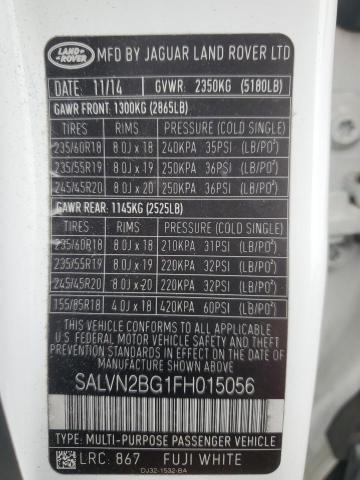 LAND ROVER MFD BY JAGUAR LAND ROVER LTD
DATE: 11/14 GVWR: 2350KG (5180LB)
GAWR FRONT: 1300KG (2865LB)
TIRES RIMS PRESSURE (COLD SINGLE)
235/60R18 8.0J x 18 240KPA 35PSI (LB/PO²)
235/55R19 8.0J x 19 250KPA 36PSI (LB/PO²)
245/45R20 8.0J x 20 250KPA 36PSI (LB/PO²)
GAWR REAR: 1145KG (2525LB)
TIRES RIMS PRESSURE (COLD SINGLE)
235/60R18 8.0J x 18 210KPA 31PSI (LB/PO²)
235/55R19 8.0J x 19 220KPA 32PSI (LB/PO²)
245/45R20 8.0J x 20 220KPA 32PSI (LB/PO²)
155/85R18 4.0J x 18 420KPA 60PSI (LB/PO²)
THIS VEHICLE CONFORMS TO ALL APPLICABLE
U.S. FEDERAL MOTOR VEHICLE SAFETY
STANDARDS IN EFFECT ON THE DATE OF
MANUFACTURE SHOWN ABOVE
SALVN2BG1FH015056
TYPE: MULTI-PURPOSE PASSENGER VEHICLE
LRC: 867 FUJI WHITE
DJ32-1532-BA